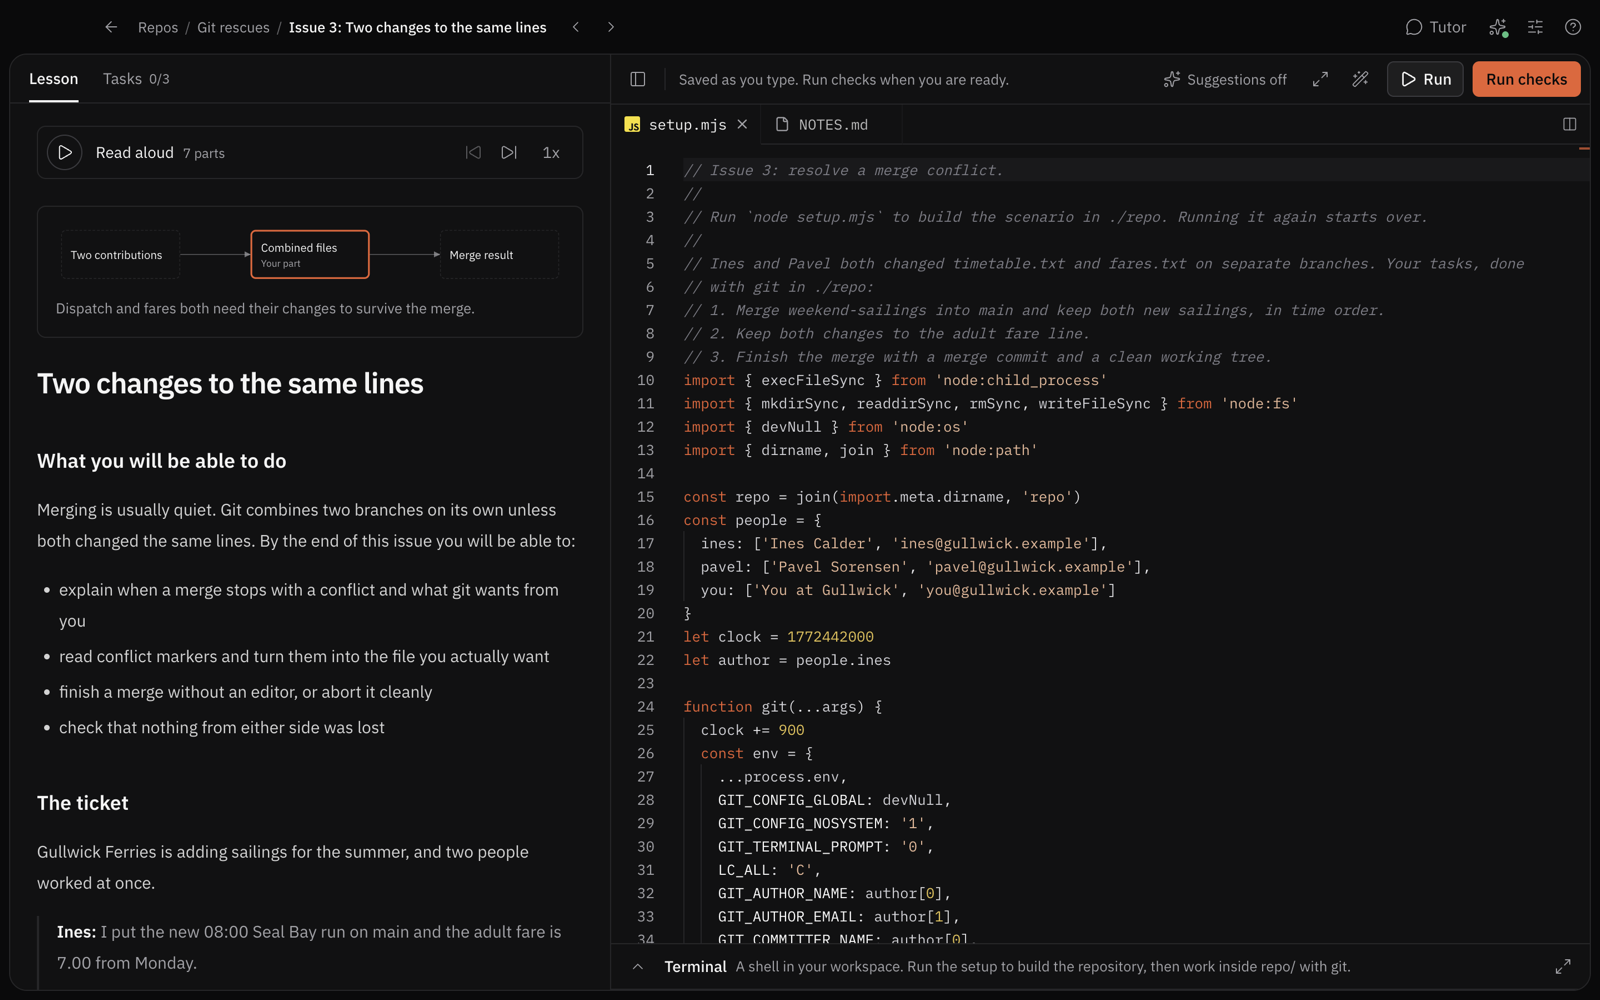 Repos / Git rescues / Issue 3: Two changes to the same lines
Tutor
Lesson
Tasks 0/3
Read aloud 7 parts
1x
Two contributions
Combined files
Your part
Merge result
Dispatch and fares both need their changes to survive the merge.
Two changes to the same lines
What you will be able to do
Merging is usually quiet. Git combines two branches on its own unless
both changed the same lines. By the end of this issue you will be able to:
• explain when a merge stops with a conflict and what git wants from
you
• read conflict markers and turn them into the file you actually want
• finish a merge without an editor, or abort it cleanly
• check that nothing from either side was lost
The ticket
Gullwick Ferries is adding sailings for the summer, and two people
worked at once.
Ines: I put the new 08:00 Seal Bay run on main and the adult fare is
7.00 from Monday.
Saved as you type. Run checks when you are ready.
Suggestions off
Run
Run checks
JS setup.mjs
NOTES.md
1 // Issue 3: resolve a merge conflict.
2 //
3 // Run `node setup.mjs` to build the scenario in ./repo. Running it again starts over.
4 //
5 // Ines and Pavel both changed timetable.txt and fares.txt on separate branches. Your tasks, done
6 // with git in ./repo:
7 // 1. Merge weekend-sailings into main and keep both new sailings, in time order.
8 // 2. Keep both changes to the adult fare line.
9 // 3. Finish the merge with a merge commit and a clean working tree.
10 import { execFileSync } from 'node:child_process'
11 import { mkdirSync, readdirSync, rmSync, writeFileSync } from 'node:fs'
12 import { devNull } from 'node:os'
13 import { dirname, join } from 'node:path'
14
15 const repo = join(import.meta.dirname, 'repo')
16 const people = {
17 ines: ['Ines Calder', 'ines@gullwick.example'],
18 pavel: ['Pavel Sorensen', 'pavel@gullwick.example'],
19 you: ['You at Gullwick', 'you@gullwick.example']
20 }
21 let clock = 1772442000
22 let author = people.ines
23
24 function git(...args) {
25 clock += 900
26 const env = {
27 ...process.env,
28 GIT_CONFIG_GLOBAL: devNull,
29 GIT_CONFIG_NOSYSTEM: '1',
30 GIT_TERMINAL_PROMPT: '0',
31 LC_ALL: 'C',
32 GIT_AUTHOR_NAME: author[0],
33 GIT_AUTHOR_EMAIL: author[1],
34 GIT_COMMITTER_NAME: author[0],
Terminal A shell in your workspace. Run the setup to build the repository, then work inside repo/ with git.